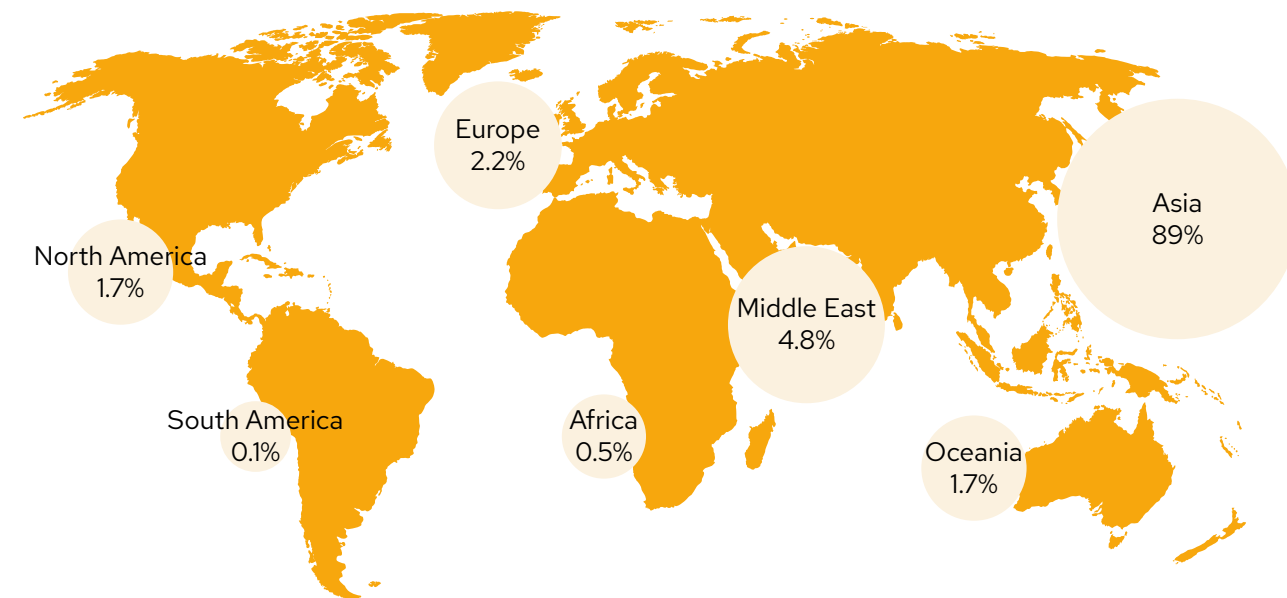 Europe
2.2%
Asia
89%
North America
1.7%
Middle East
4.8%
South America
0.1%
Africa
0.5%
Oceania
1.7%